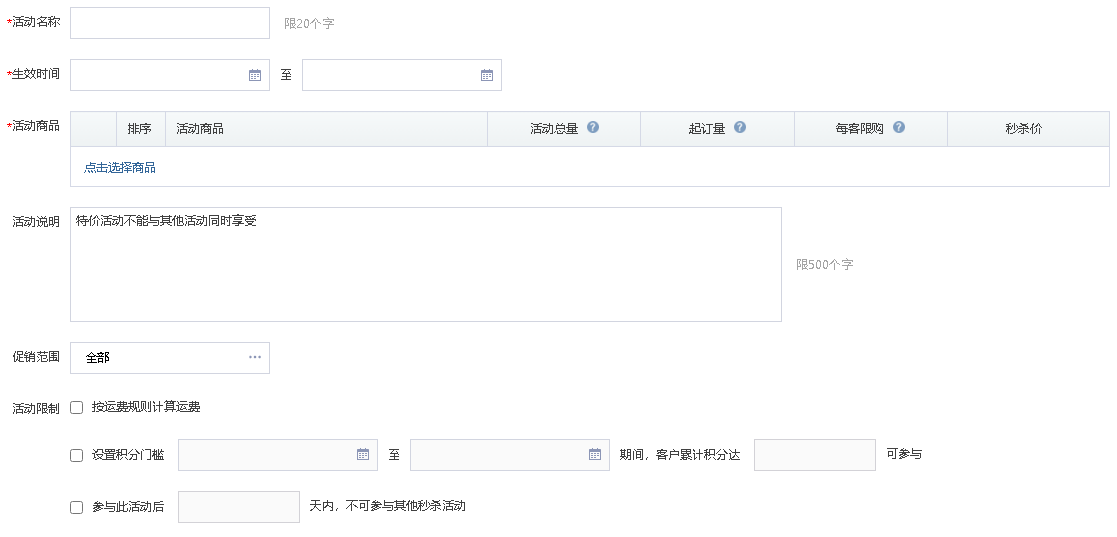 *活动名称 限20个字
*生效时间 至
*活动商品 排序 活动商品 活动总量 ? 起订量 ? 每客限购 ? 秒杀价
点击选择商品
活动说明 特价活动不能与其他活动同时享受
限500个字
促销范围 全部 ···
活动限制 按运费规则计算运费
设置积分门槛 至 期间，客户累计积分达 可参与
参与此活动后 天内，不可参与其他秒杀活动